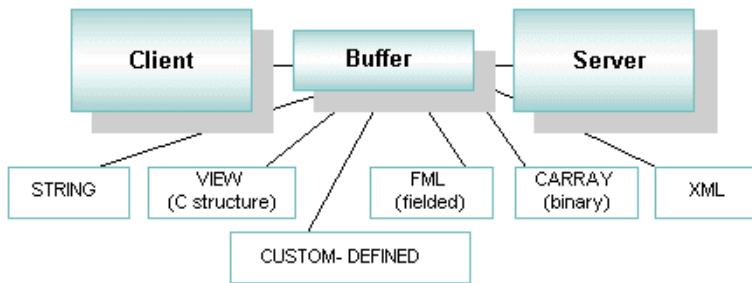 Client
Buffer
Server
STRING
VIEW
(C structure)
FML
(fielded)
CARRAY
(binary)
XML
CUSTOM- DEFINED